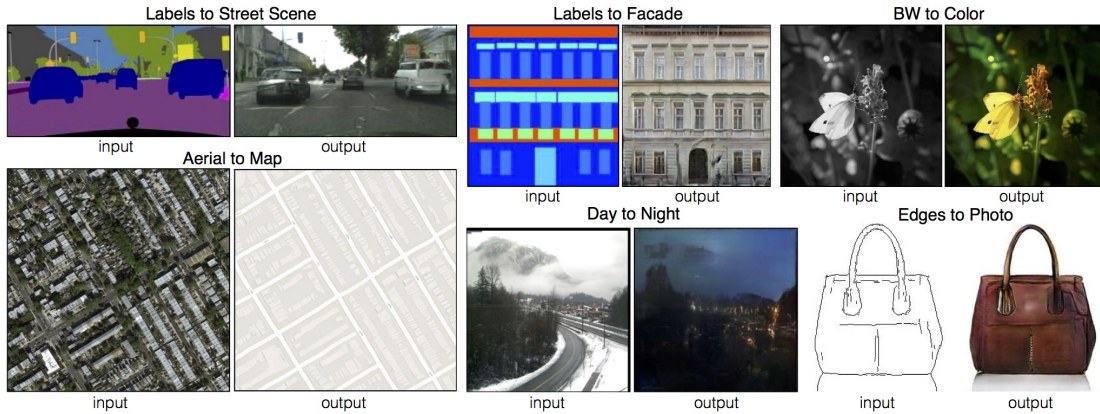 Labels to Street Scene
input
output
Aerial to Map
input
output
Labels to Facade
input
output
BW to Color
input
output
Day to Night
input
output
Edges to Photo
input
output